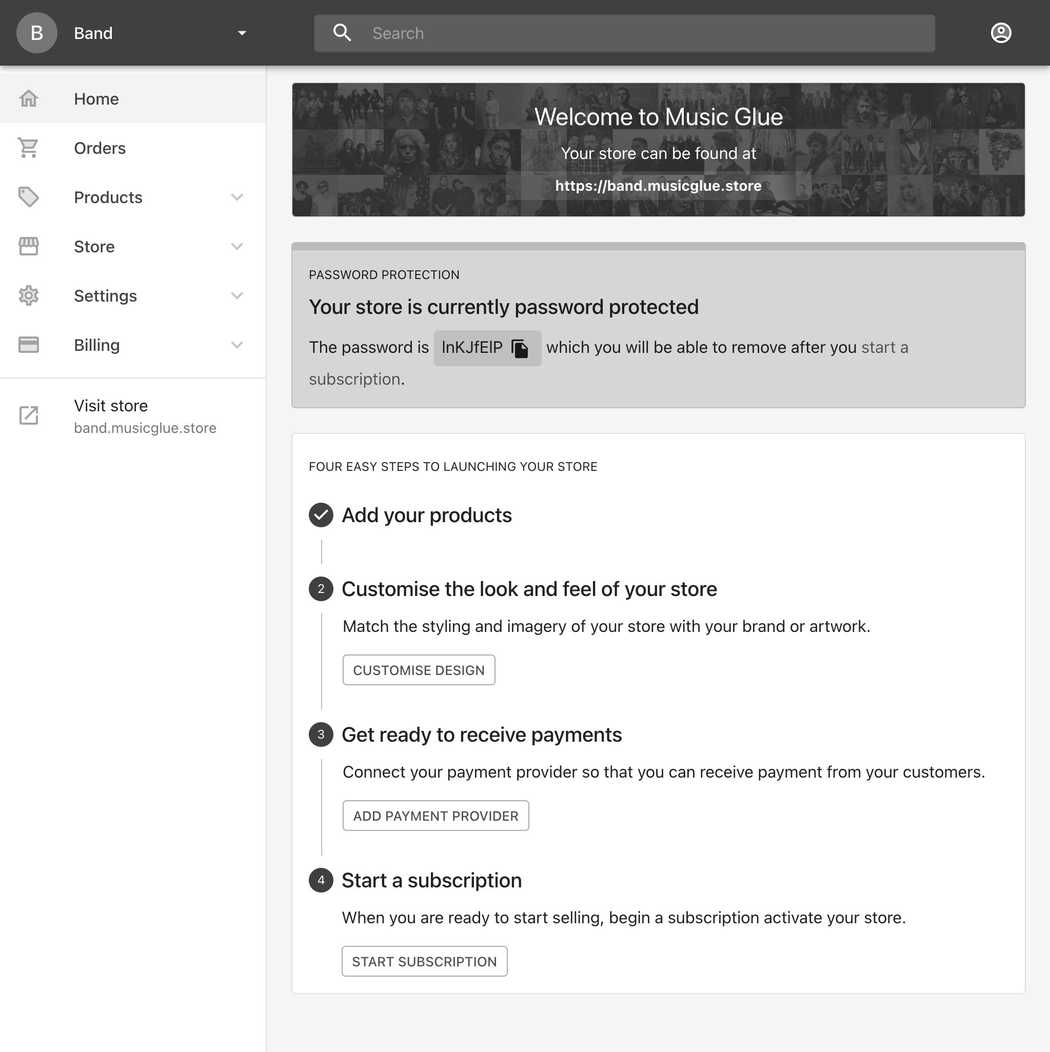 B
Band
Search
Home
Orders
Products
Store
Settings
Billing
Visit store
band.musicglue.store
Welcome to Music Glue
Your store can be found at
https://band.musicglue.store
PASSWORD PROTECTION
Your store is currently password protected
The password is InKJfEIP which you will be able to remove after you start a
subscription.
FOUR EASY STEPS TO LAUNCHING YOUR STORE
Add your products
2 Customise the look and feel of your store
Match the styling and imagery of your store with your brand or artwork.
CUSTOMISE DESIGN
3 Get ready to receive payments
Connect your payment provider so that you can receive payment from your customers.
ADD PAYMENT PROVIDER
4 Start a subscription
When you are ready to start selling, begin a subscription activate your store.
START SUBSCRIPTION